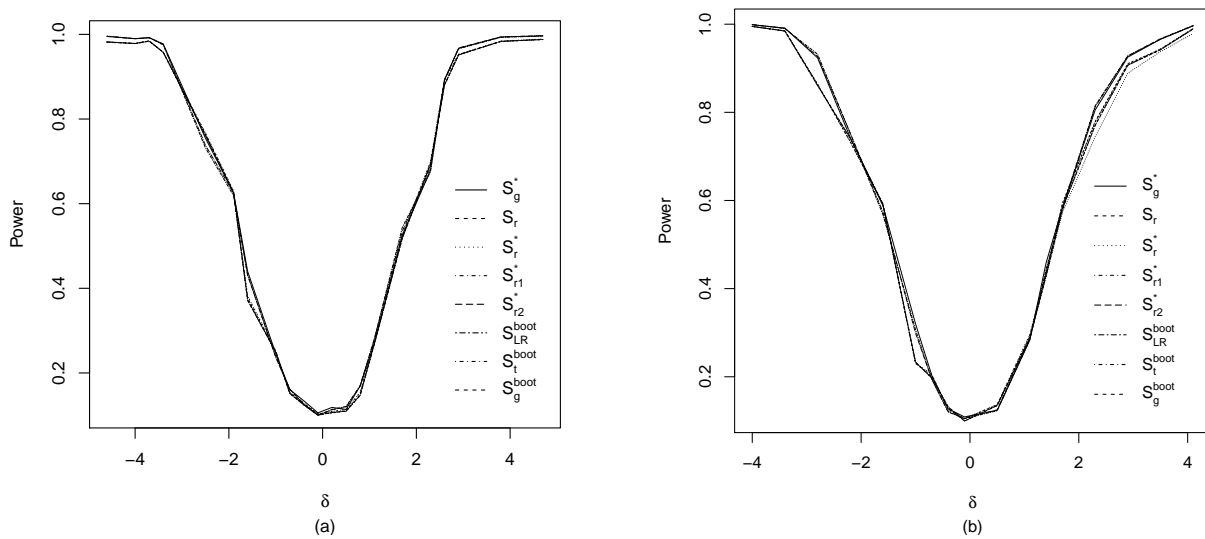 Power
1.0
0.8
0.6
0.4
0.2
−4 −2 0 2 4
δ
(a)
S*g
Sr
S*r
S*r1
S*r2
SbootLR
Sboott
Sbootg
Power
1.0
0.8
0.6
0.4
0.2
−4 −2 0 2 4
δ
(b)
S*g
Sr
S*r
S*r1
S*r2
SbootLR
Sboott
Sbootg